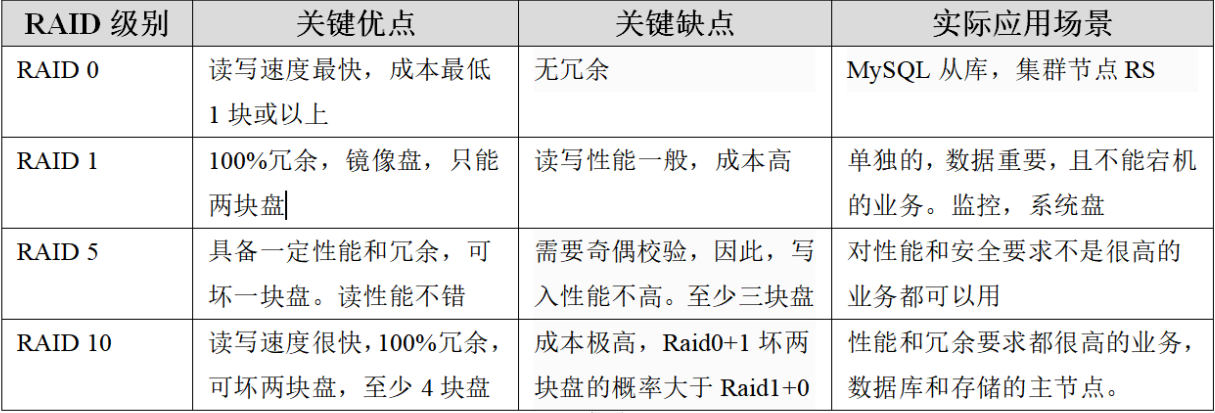 RAID 级别 关键优点 关键缺点 实际应用场景
RAID 0 读写速度最快，成本最低 无冗余 MySQL 从库，集群节点 RS
1 块或以上
RAID 1 100%冗余，镜像盘，只能 读写性能一般，成本高 单独的，数据重要，且不能宕机
两块盘 的业务。监控，系统盘
RAID 5 具备一定性能和冗余，可 需要奇偶校验，因此，写 对性能和安全要求不是很高的
坏一块盘。读性能不错 入性能不高。至少三块盘 业务都可以用
RAID 10 读写速度很快，100%冗余， 成本极高，Raid0+1 坏两 性能和冗余要求都很高的业务，
可坏两块盘，至少 4 块盘 块盘的概率大于 Raid1+0 数据库和存储的主节点。